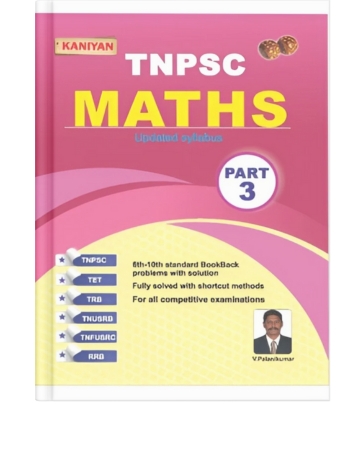 KANIYAN
TNPSC
MATHS
Updated syllabus
PART
3
TNPSC
TET
TRB
TNUSRB
TNFUSRC
RRB
6th-10th standard BookBack
problems with solution
Fully solved with shortcut methods
For all competitive examinations
V.Palanikumar